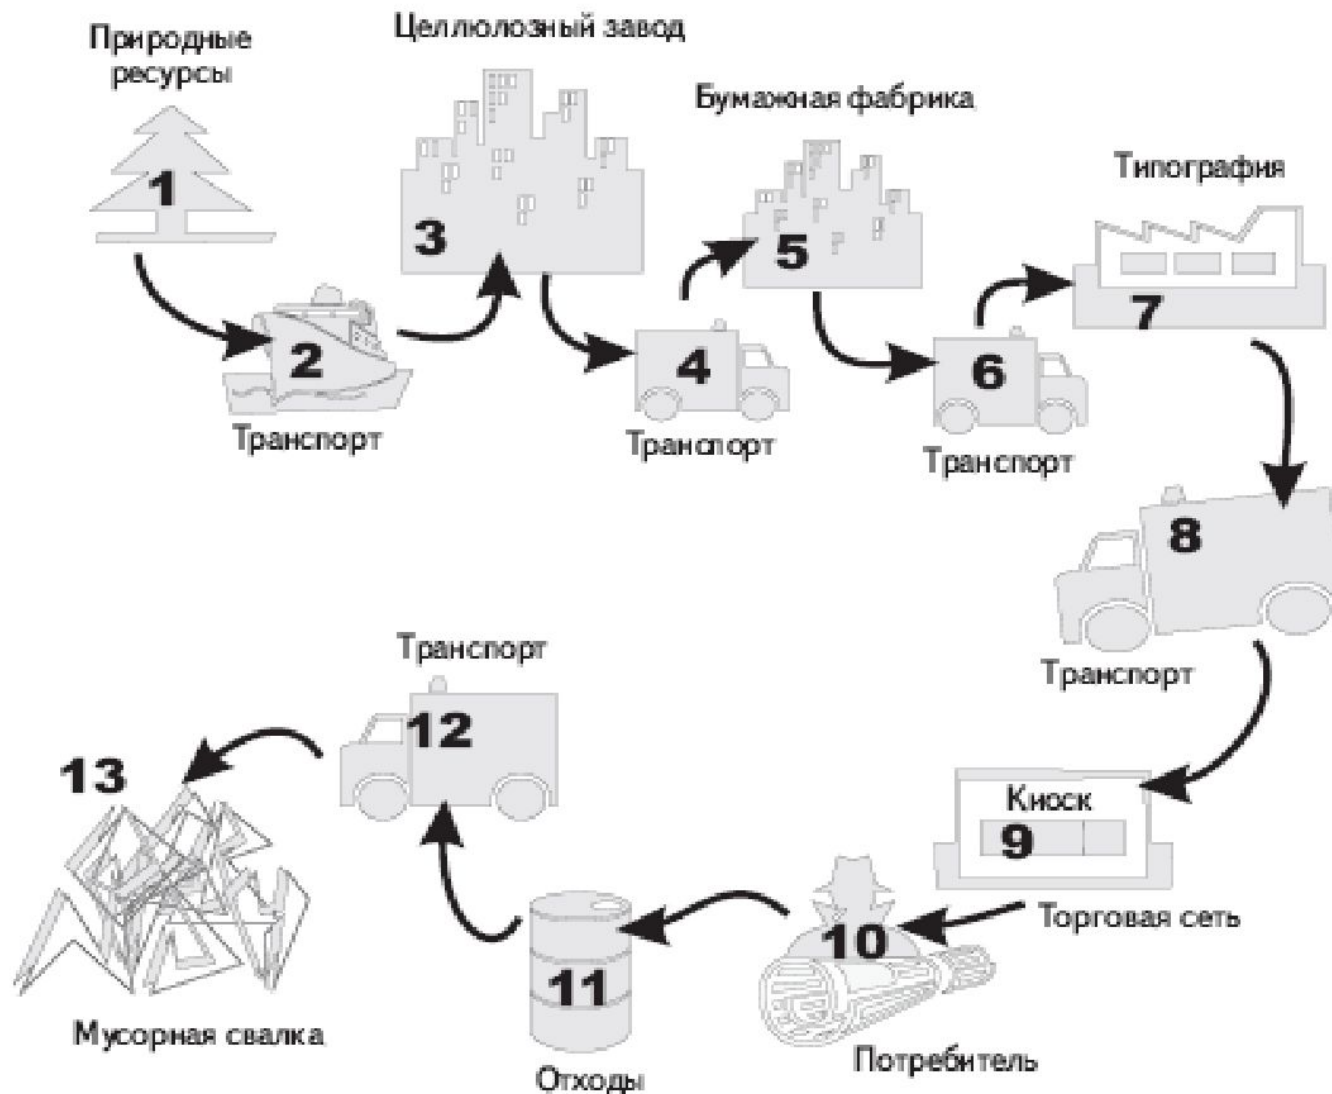 Природные
ресурсы
1
Транспорт
2
Целлюлозный завод
3
Транспорт
4
Бумажная фабрика
5
Транспорт
6
Типография
7
8
Транспорт
Киоск
9
Торговая сеть
10
Потребитель
11
Отходы
Транспорт
12
13
Мусорная свалка